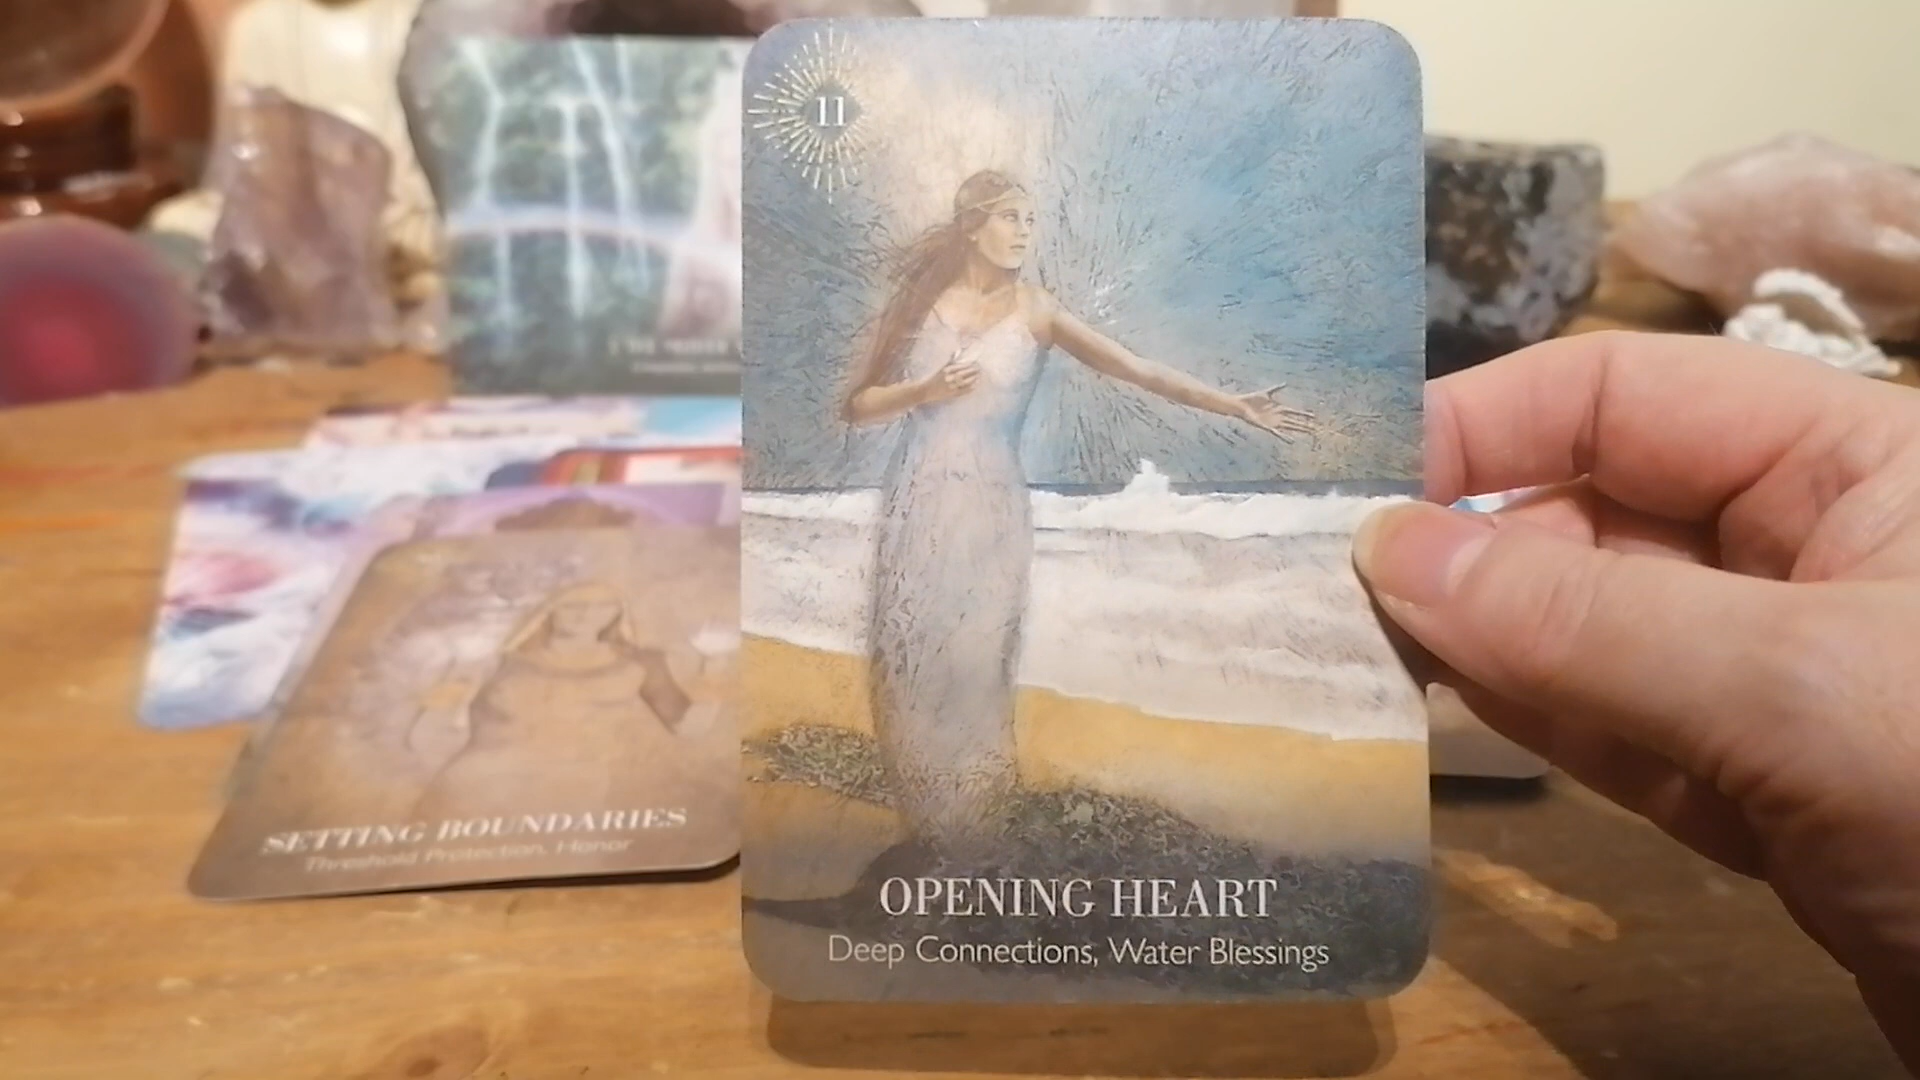 11
OPENING HEART
Deep Connections, Water Blessings
SETTING BOUNDARIES
Threshold Protection, Honor